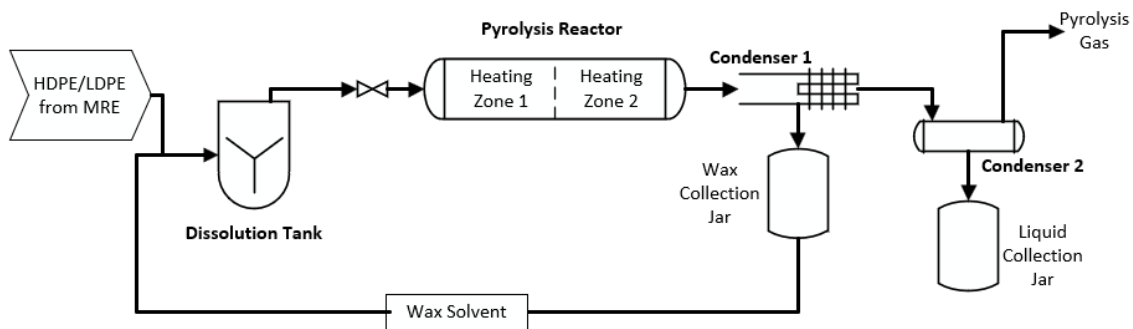 HDPE/LDPE
from MRE
Dissolution Tank
Pyrolysis Reactor
Heating
Zone 1
Heating
Zone 2
Condenser 1
Wax
Collection
Jar
Wax Solvent
Pyrolysis
Gas
Condenser 2
Liquid
Collection
Jar